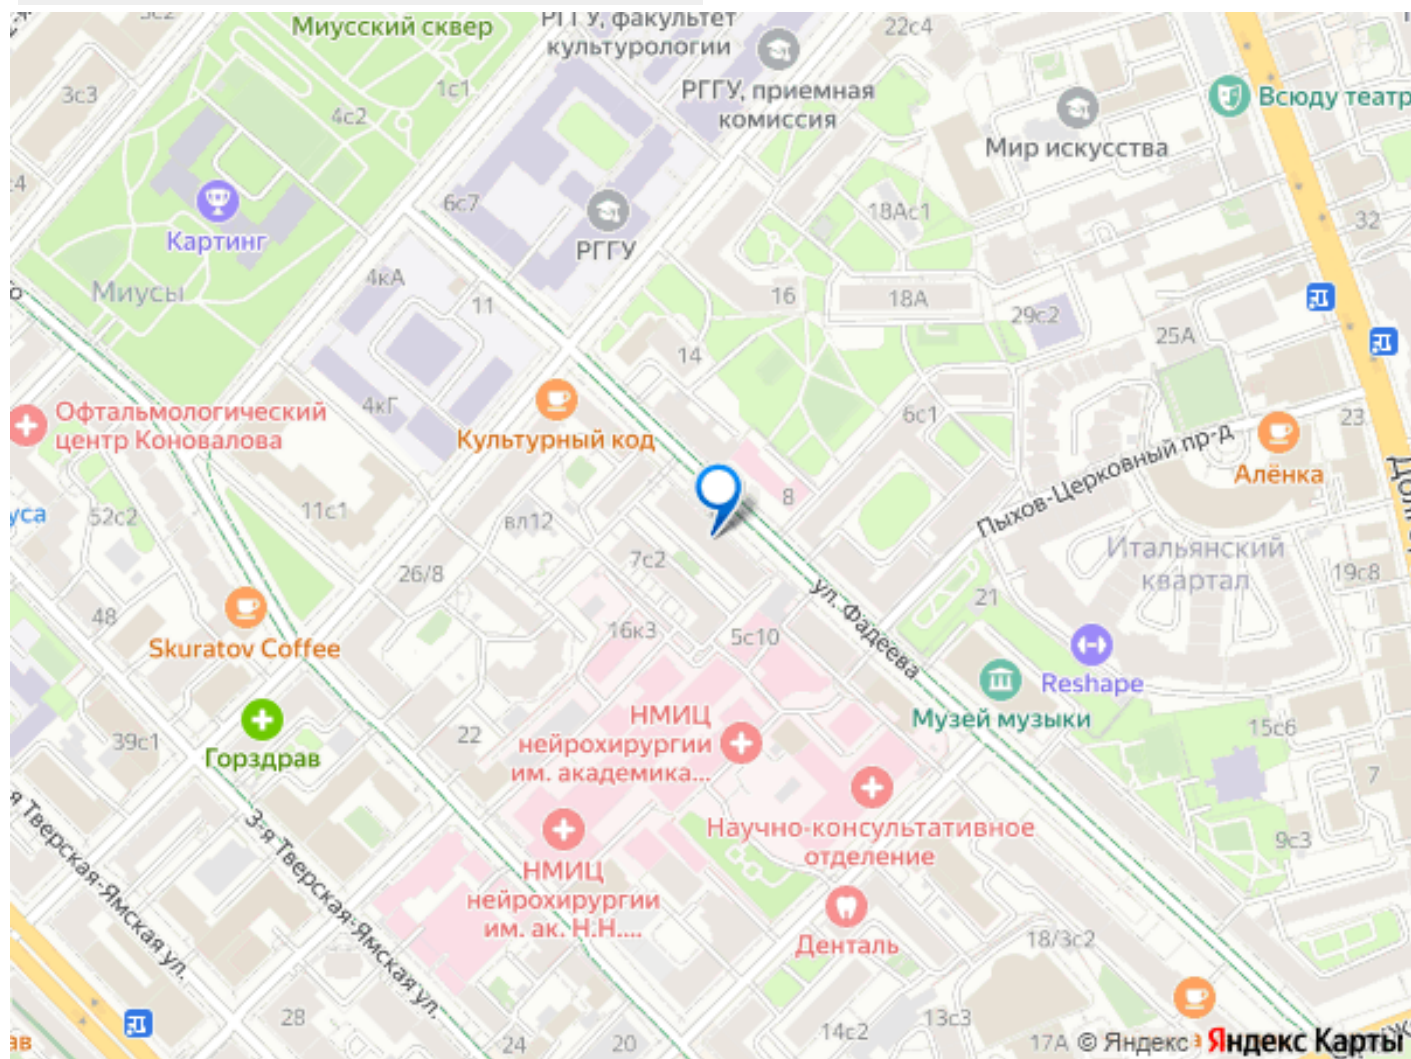 Миусский сквер
РГГУ, факультет
культурологии
22с4
3с3
1с1
4с2
РГГУ, приемная
комиссия
Всюду театр
Мир искусства
6с7
18Ас1
32
Картинг
РГГУ
4кА
Миусы
11
16
18А
29с2
25А
14
Офтальмологический
центр Коновалова
4кГ
Культурный код
6с1
23
Пыхов-Церковный пр-д
Алёнка
52с2
11с1
вл12
8
Итальянский
квартал
7с2
26/8
19с8
48
21
ул. Фадеева
Skuratov Coffee
16к3
5с10
Reshape
Музей музыки
НМИЦ
нейрохирургии
им. академика...
22
15с6
39с1
Горздрав
7
3-я Тверская-Ямская ул.
Научно-консультативное
отделение
9с3
я Тверская-Ямская ул.
НМИЦ
нейрохирургии
им. ак. Н.Н....
Денталь
18/3с2
28
24
20
14с2
13с3
17А
© Яндекс
Яндекс Карты